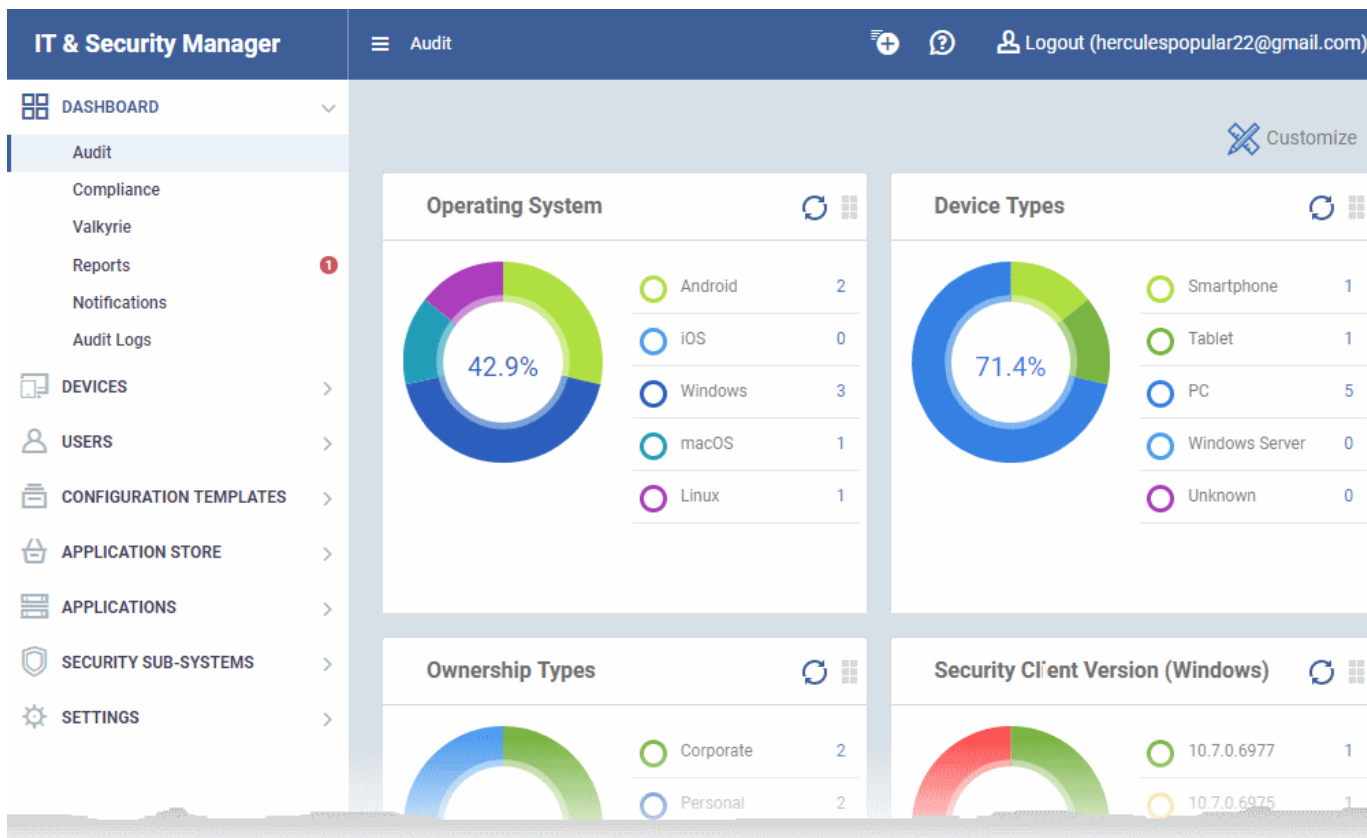 IT & Security Manager
Audit
Logout (herculespopular22@gmail.com)
DASHBOARD
Audit
Compliance
Valkyrie
Reports 1
Notifications
Audit Logs
DEVICES
USERS
CONFIGURATION TEMPLATES
APPLICATION STORE
APPLICATIONS
SECURITY SUB-SYSTEMS
SETTINGS
Customize
Operating System
42.9%
Android 2
iOS 0
Windows 3
macOS 1
Linux 1
Device Types
71.4%
Smartphone 1
Tablet 1
PC 5
Windows Server 0
Unknown 0
Ownership Types
Corporate 2
Personal 2
Security Client Version (Windows)
10.7.0.6977 1
10.7.0.6975 1